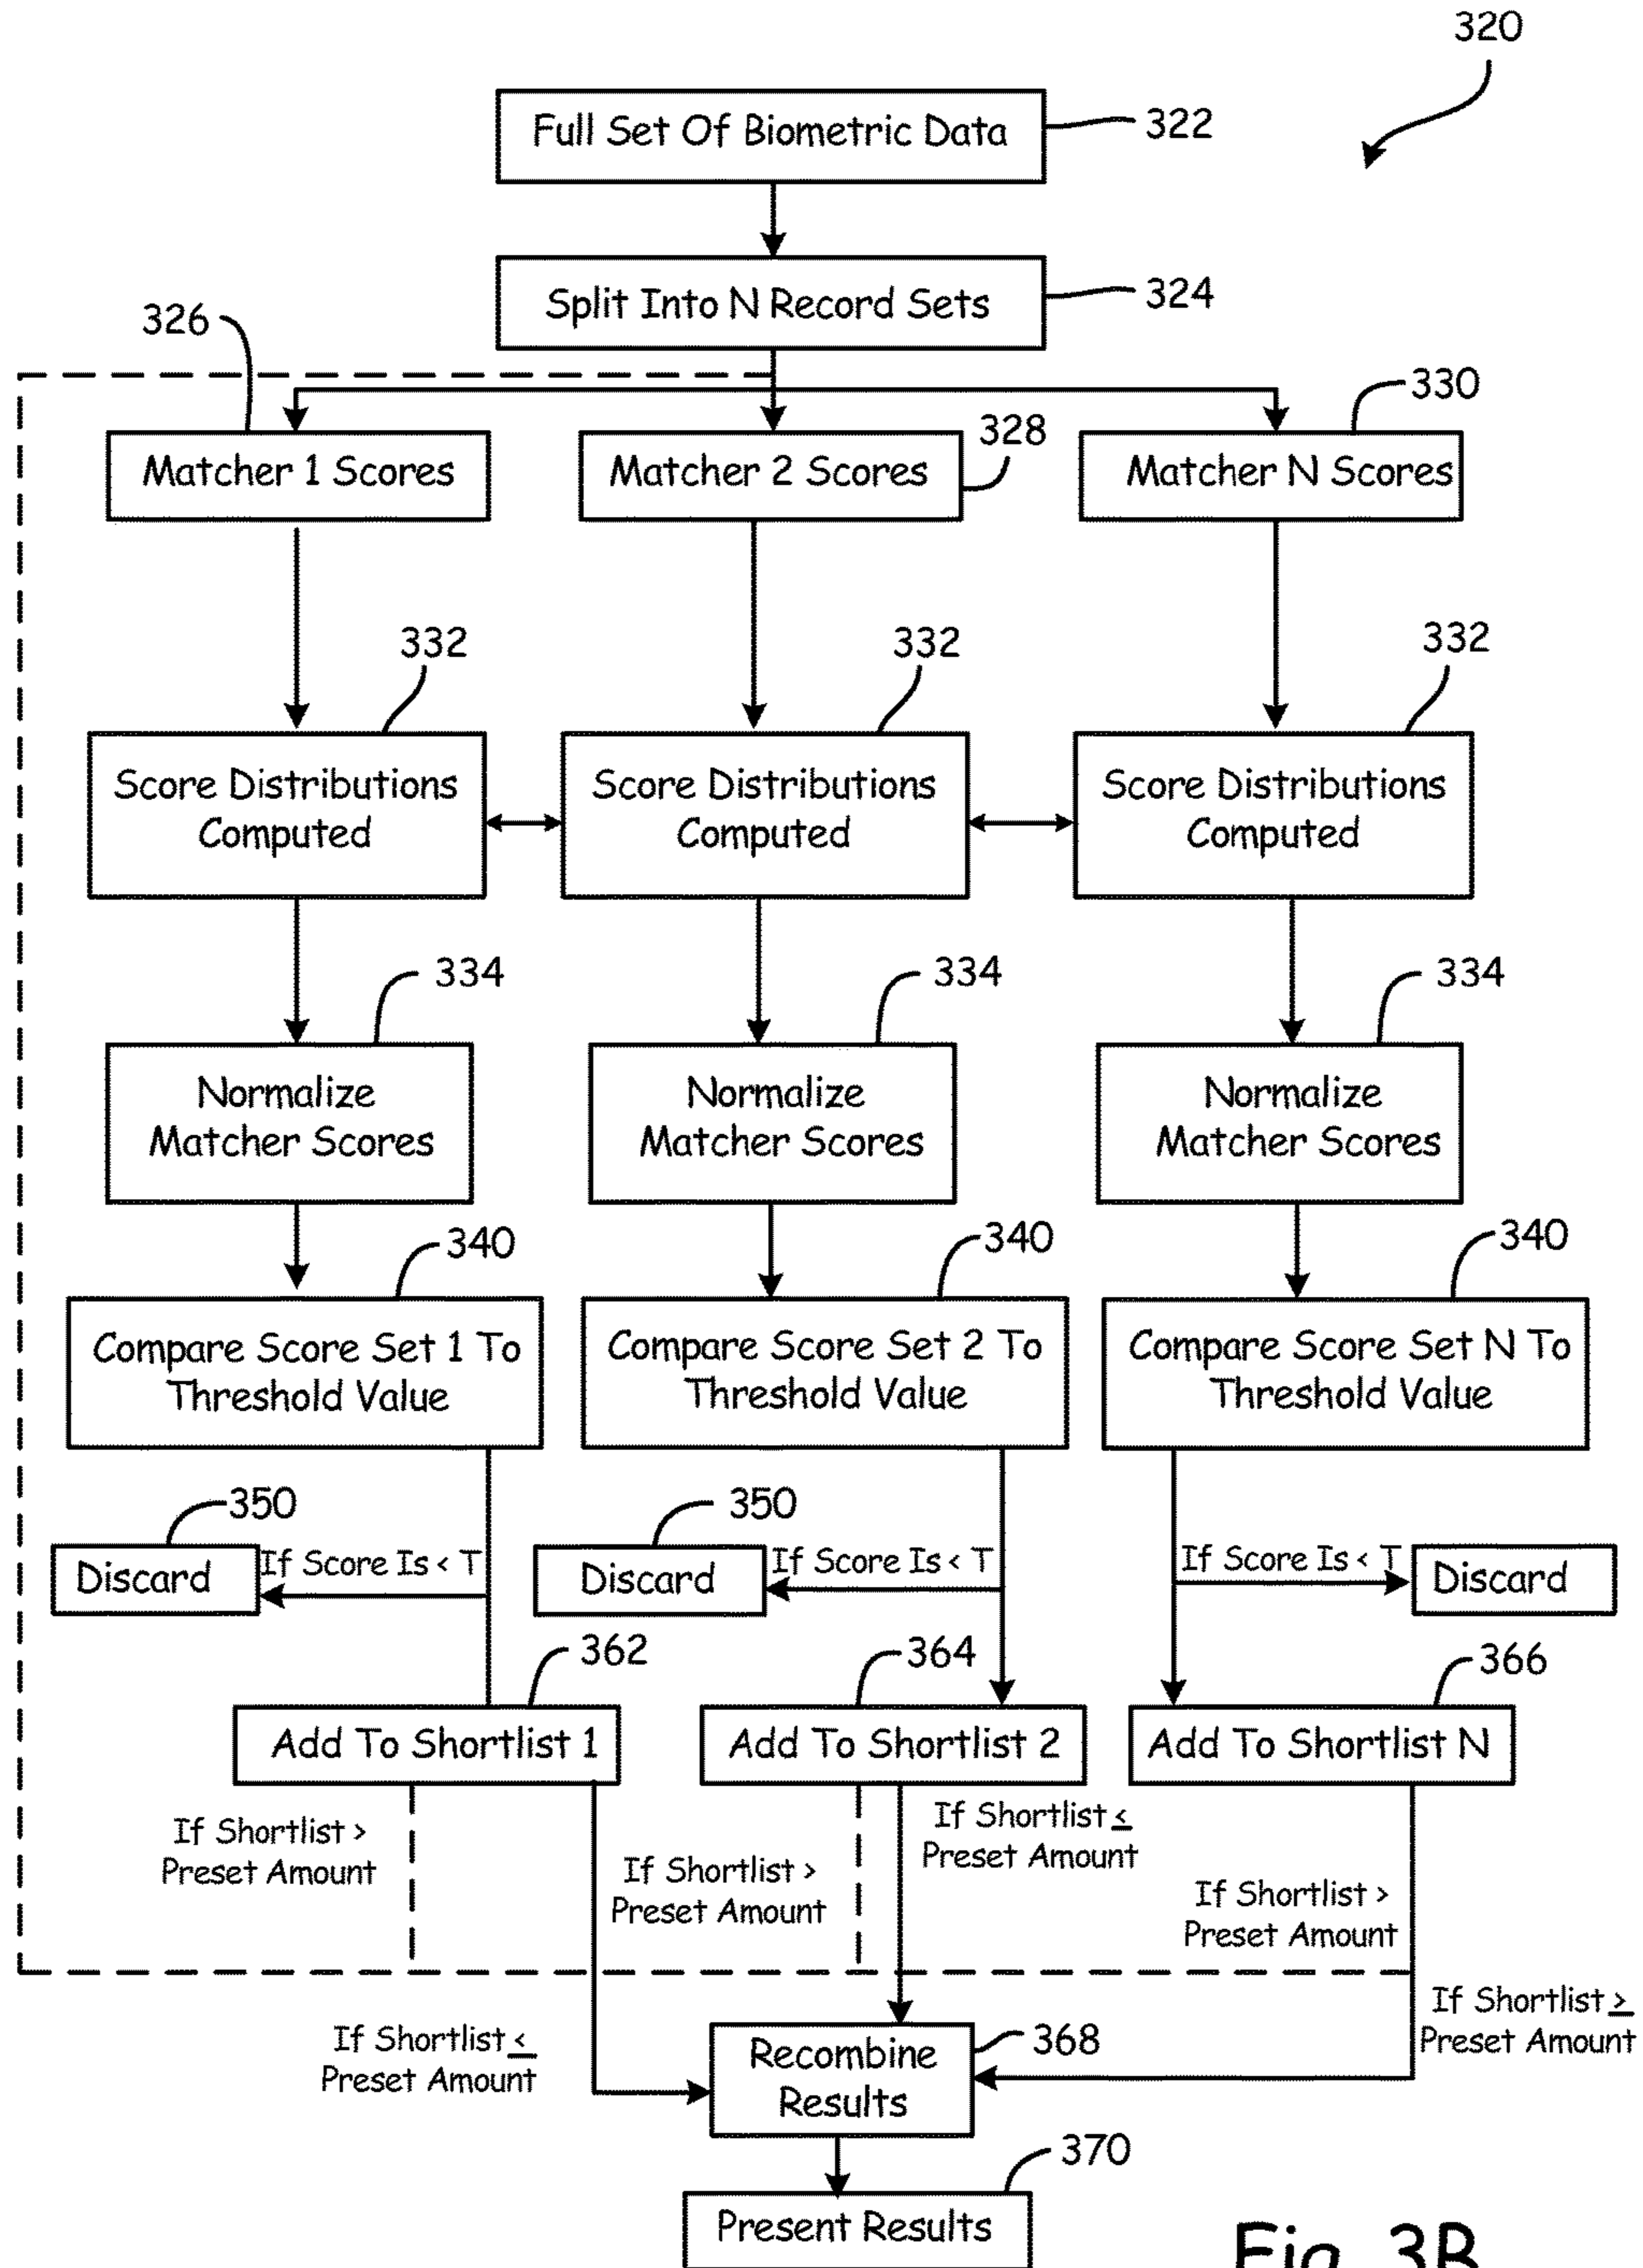 320
Full Set Of Biometric Data
322
Split Into N Record Sets
324
326
330
328
Matcher 1 Scores
Matcher 2 Scores
Matcher N Scores
332
332
332
Score Distributions
Computed
Score Distributions
Computed
Score Distributions
Computed
334
334
334
Normalize
Matcher Scores
Normalize
Matcher Scores
Normalize
Matcher Scores
340
340
340
Compare Score Set 1 To
Threshold Value
Compare Score Set 2 To
Threshold Value
Compare Score Set N To
Threshold Value
350
350
Discard
If Score Is < T
Discard
If Score Is < T
If Score Is < T
Discard
362
364
366
Add To Shortlist 1
Add To Shortlist 2
Add To Shortlist N
If Shortlist >
Preset Amount
If Shortlist >
Preset Amount
If Shortlist ≤
Preset Amount
If Shortlist >
Preset Amount
If Shortlist ≤
Preset Amount
If Shortlist ≥
Preset Amount
Recombine
Results
368
370
Present Results
Fig. 3B